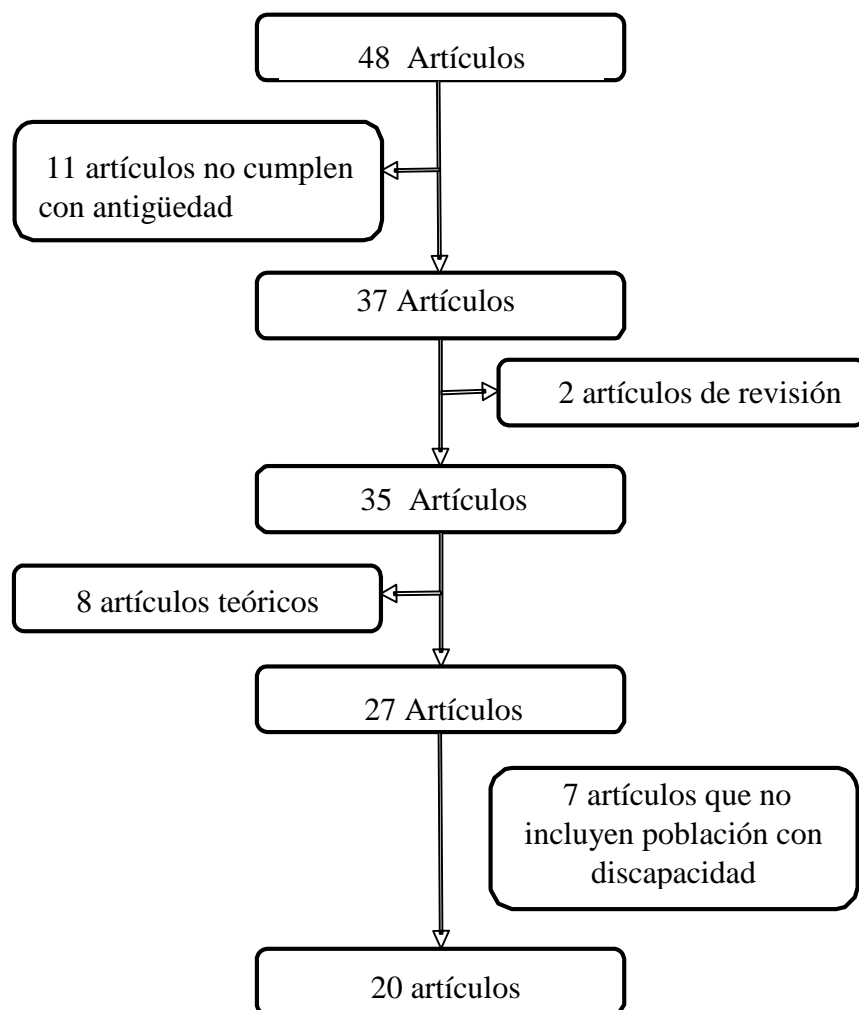 48 Artículos
11 artículos no cumplen
con antigüedad
37 Artículos
2 artículos de revisión
35 Artículos
8 artículos teóricos
27 Artículos
7 artículos que no
incluyen población con
discapacidad
20 artículos